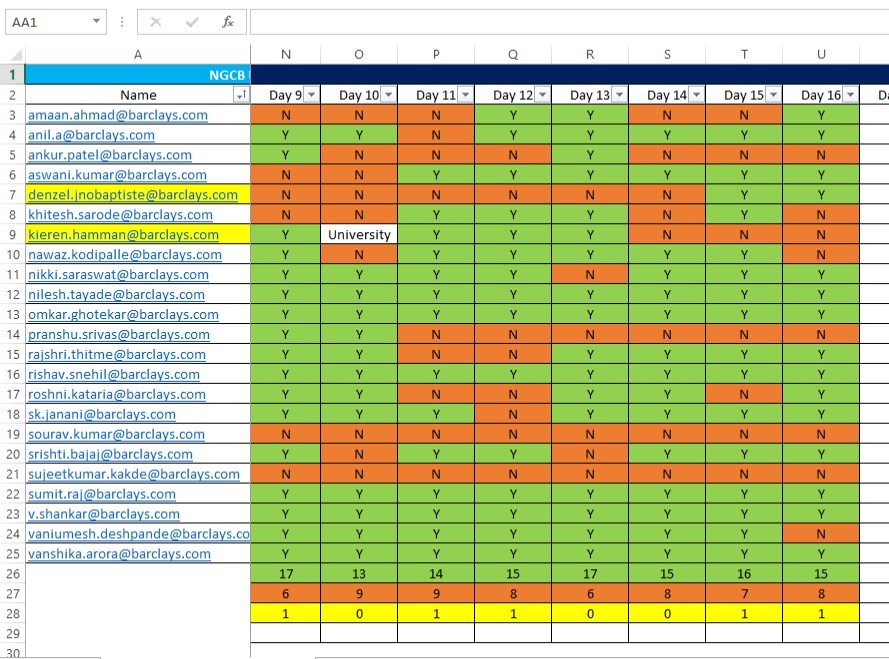 AA1 fx
A N O P Q R S T U
1 NGCB
2 Name Day 9 Day 10 Day 11 Day 12 Day 13 Day 14 Day 15 Day 16 Da
3 amaan.ahmad@barclays.com N N N Y Y N N Y
4 anil.a@barclays.com Y Y N Y Y Y Y Y
5 ankur.patel@barclays.com Y N N N Y N N N
6 aswani.kumar@barclays.com N N Y Y Y Y Y Y
7 denzel.jnobaptiste@barclays.com N N N N N N Y Y
8 khitesh.sarode@barclays.com N N Y Y Y N Y N
9 kieren.hamman@barclays.com Y University Y Y Y N N N
10 nawaz.kodipalle@barclays.com Y N Y Y Y Y Y N
11 nikki.saraswat@barclays.com Y Y Y Y N Y Y Y
12 nilesh.tayade@barclays.com Y Y Y Y Y Y Y Y
13 omkar.ghotekar@barclays.com Y Y Y Y Y Y Y Y
14 pranshu.srivas@barclays.com Y Y N N N N N N
15 rajshri.thitme@barclays.com Y Y N N Y Y Y Y
16 rishav.snehil@barclays.com Y Y Y Y Y Y Y Y
17 roshni.kataria@barclays.com Y Y N N Y Y N Y
18 sk.janani@barclays.com Y Y Y N Y Y Y Y
19 sourav.kumar@barclays.com N N N N N N N N
20 srishti.bajaj@barclays.com Y N Y Y N Y Y Y
21 sujeetkumar.kakde@barclays.com N N N N N N N N
22 sumit.raj@barclays.com Y Y Y Y Y Y Y Y
23 v.shankar@barclays.com Y Y Y Y Y Y Y Y
24 vaniumesh.deshpande@barclays.co Y Y Y Y Y Y Y N
25 vanshika.arora@barclays.com Y Y Y Y Y Y Y Y
26 17 13 14 15 17 15 16 15
27 6 9 9 8 6 8 7 8
28 1 0 1 1 0 0 1 1
29
30